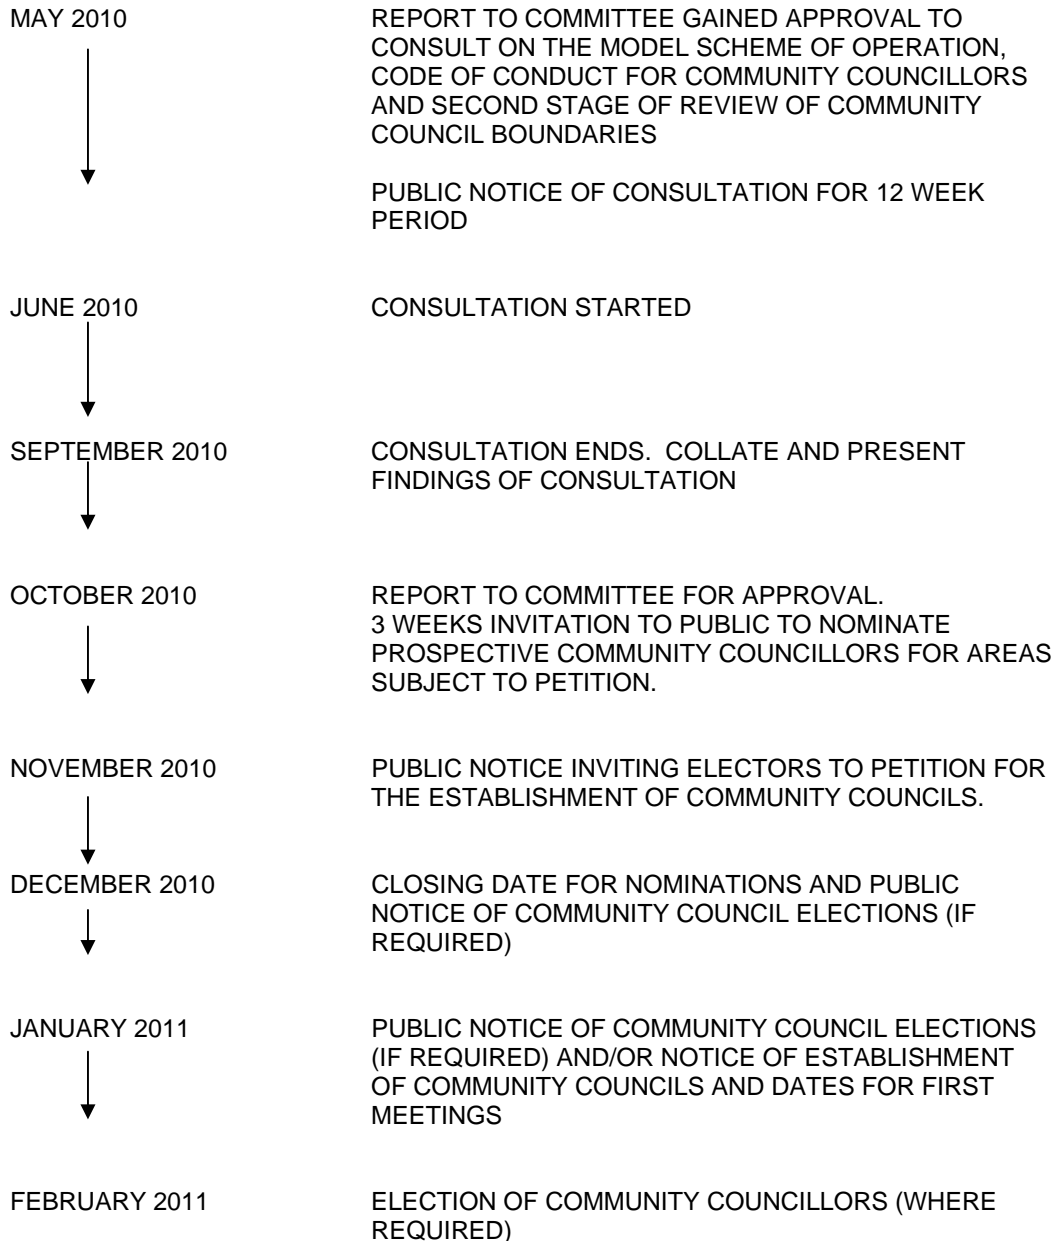 MAY 2010 REPORT TO COMMITTEE GAINED APPROVAL TO
CONSULT ON THE MODEL SCHEME OF OPERATION,
CODE OF CONDUCT FOR COMMUNITY COUNCILLORS
AND SECOND STAGE OF REVIEW OF COMMUNITY
COUNCIL BOUNDARIES
PUBLIC NOTICE OF CONSULTATION FOR 12 WEEK
PERIOD
JUNE 2010 CONSULTATION STARTED
SEPTEMBER 2010 CONSULTATION ENDS. COLLATE AND PRESENT
FINDINGS OF CONSULTATION
OCTOBER 2010 REPORT TO COMMITTEE FOR APPROVAL.
3 WEEKS INVITATION TO PUBLIC TO NOMINATE
PROSPECTIVE COMMUNITY COUNCILLORS FOR AREAS
SUBJECT TO PETITION.
NOVEMBER 2010 PUBLIC NOTICE INVITING ELECTORS TO PETITION FOR
THE ESTABLISHMENT OF COMMUNITY COUNCILS.
DECEMBER 2010 CLOSING DATE FOR NOMINATIONS AND PUBLIC
NOTICE OF COMMUNITY COUNCIL ELECTIONS (IF
REQUIRED)
JANUARY 2011 PUBLIC NOTICE OF COMMUNITY COUNCIL ELECTIONS
(IF REQUIRED) AND/OR NOTICE OF ESTABLISHMENT
OF COMMUNITY COUNCILS AND DATES FOR FIRST
MEETINGS
FEBRUARY 2011 ELECTION OF COMMUNITY COUNCILLORS (WHERE
REQUIRED)